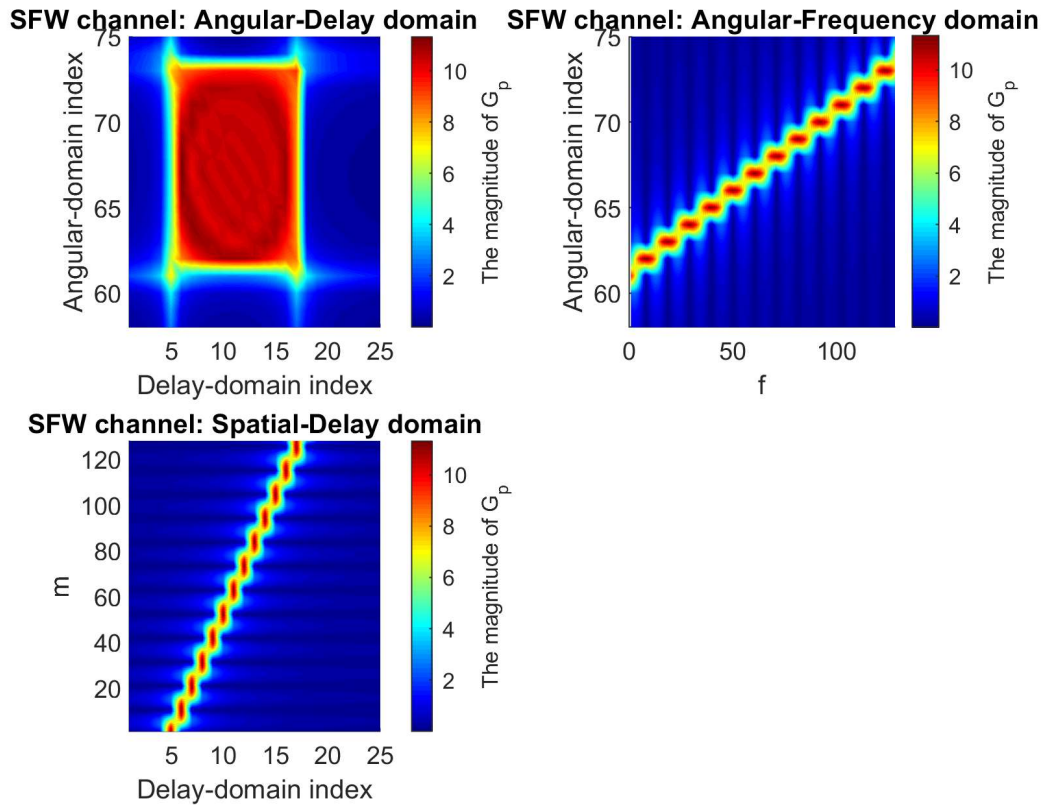 SFW channel: Angular-Delay domain
75
70
65
60
Angular-domain index
5 10 15 20 25
Delay-domain index
10
8
6
4
2
The magnitude of Gp
SFW channel: Angular-Frequency domain
75
70
65
60
Angular-domain index
0 50 100
f
10
8
6
4
2
The magnitude of Gp
SFW channel: Spatial-Delay domain
120
100
80
60
40
20
m
5 10 15 20 25
Delay-domain index
10
8
6
4
2
The magnitude of Gp